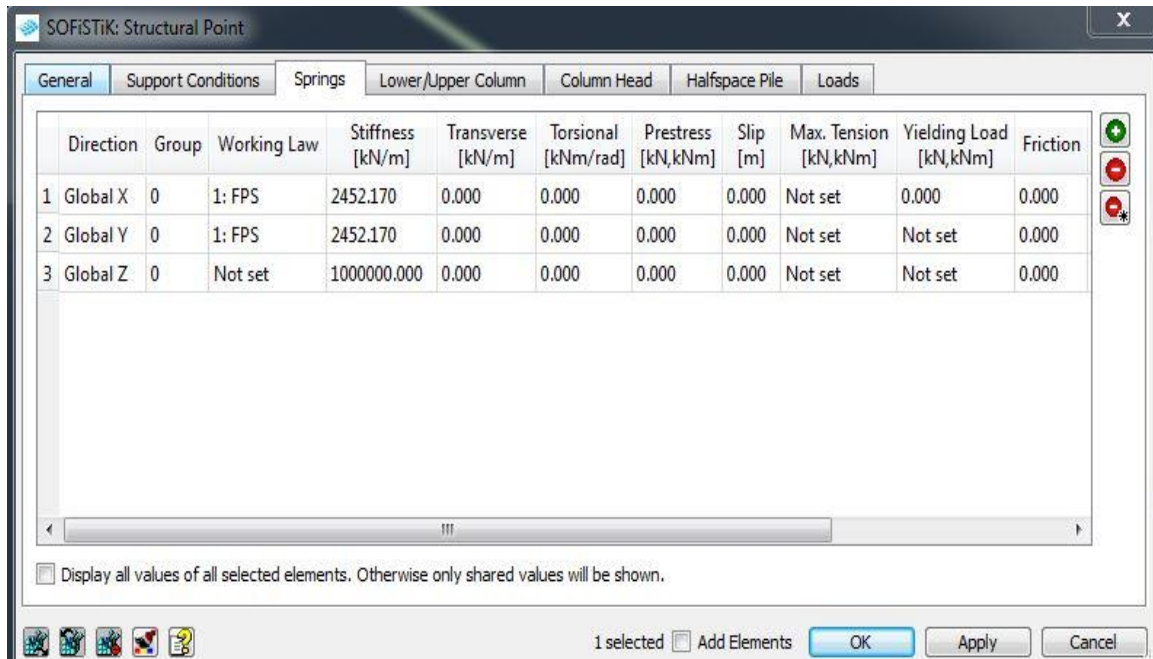 SOFiSTiK: Structural Point
X
General Support Conditions Springs Lower/Upper Column Column Head Halfspace Pile Loads
Direction Group Working Law Stiffness [kN/m] Transverse [kN/m] Torsional [kNm/rad] Prestress [kN,kNm] Slip [m] Max. Tension [kN,kNm] Yielding Load [kN,kNm] Friction
1 Global X 0 1: FPS 2452.170 0.000 0.000 0.000 0.000 Not set 0.000 0.000
2 Global Y 0 1: FPS 2452.170 0.000 0.000 0.000 0.000 Not set Not set 0.000
3 Global Z 0 Not set 1000000.000 0.000 0.000 0.000 0.000 Not set Not set 0.000
Display all values of all selected elements. Otherwise only shared values will be shown.
1 selected Add Elements OK Apply Cancel